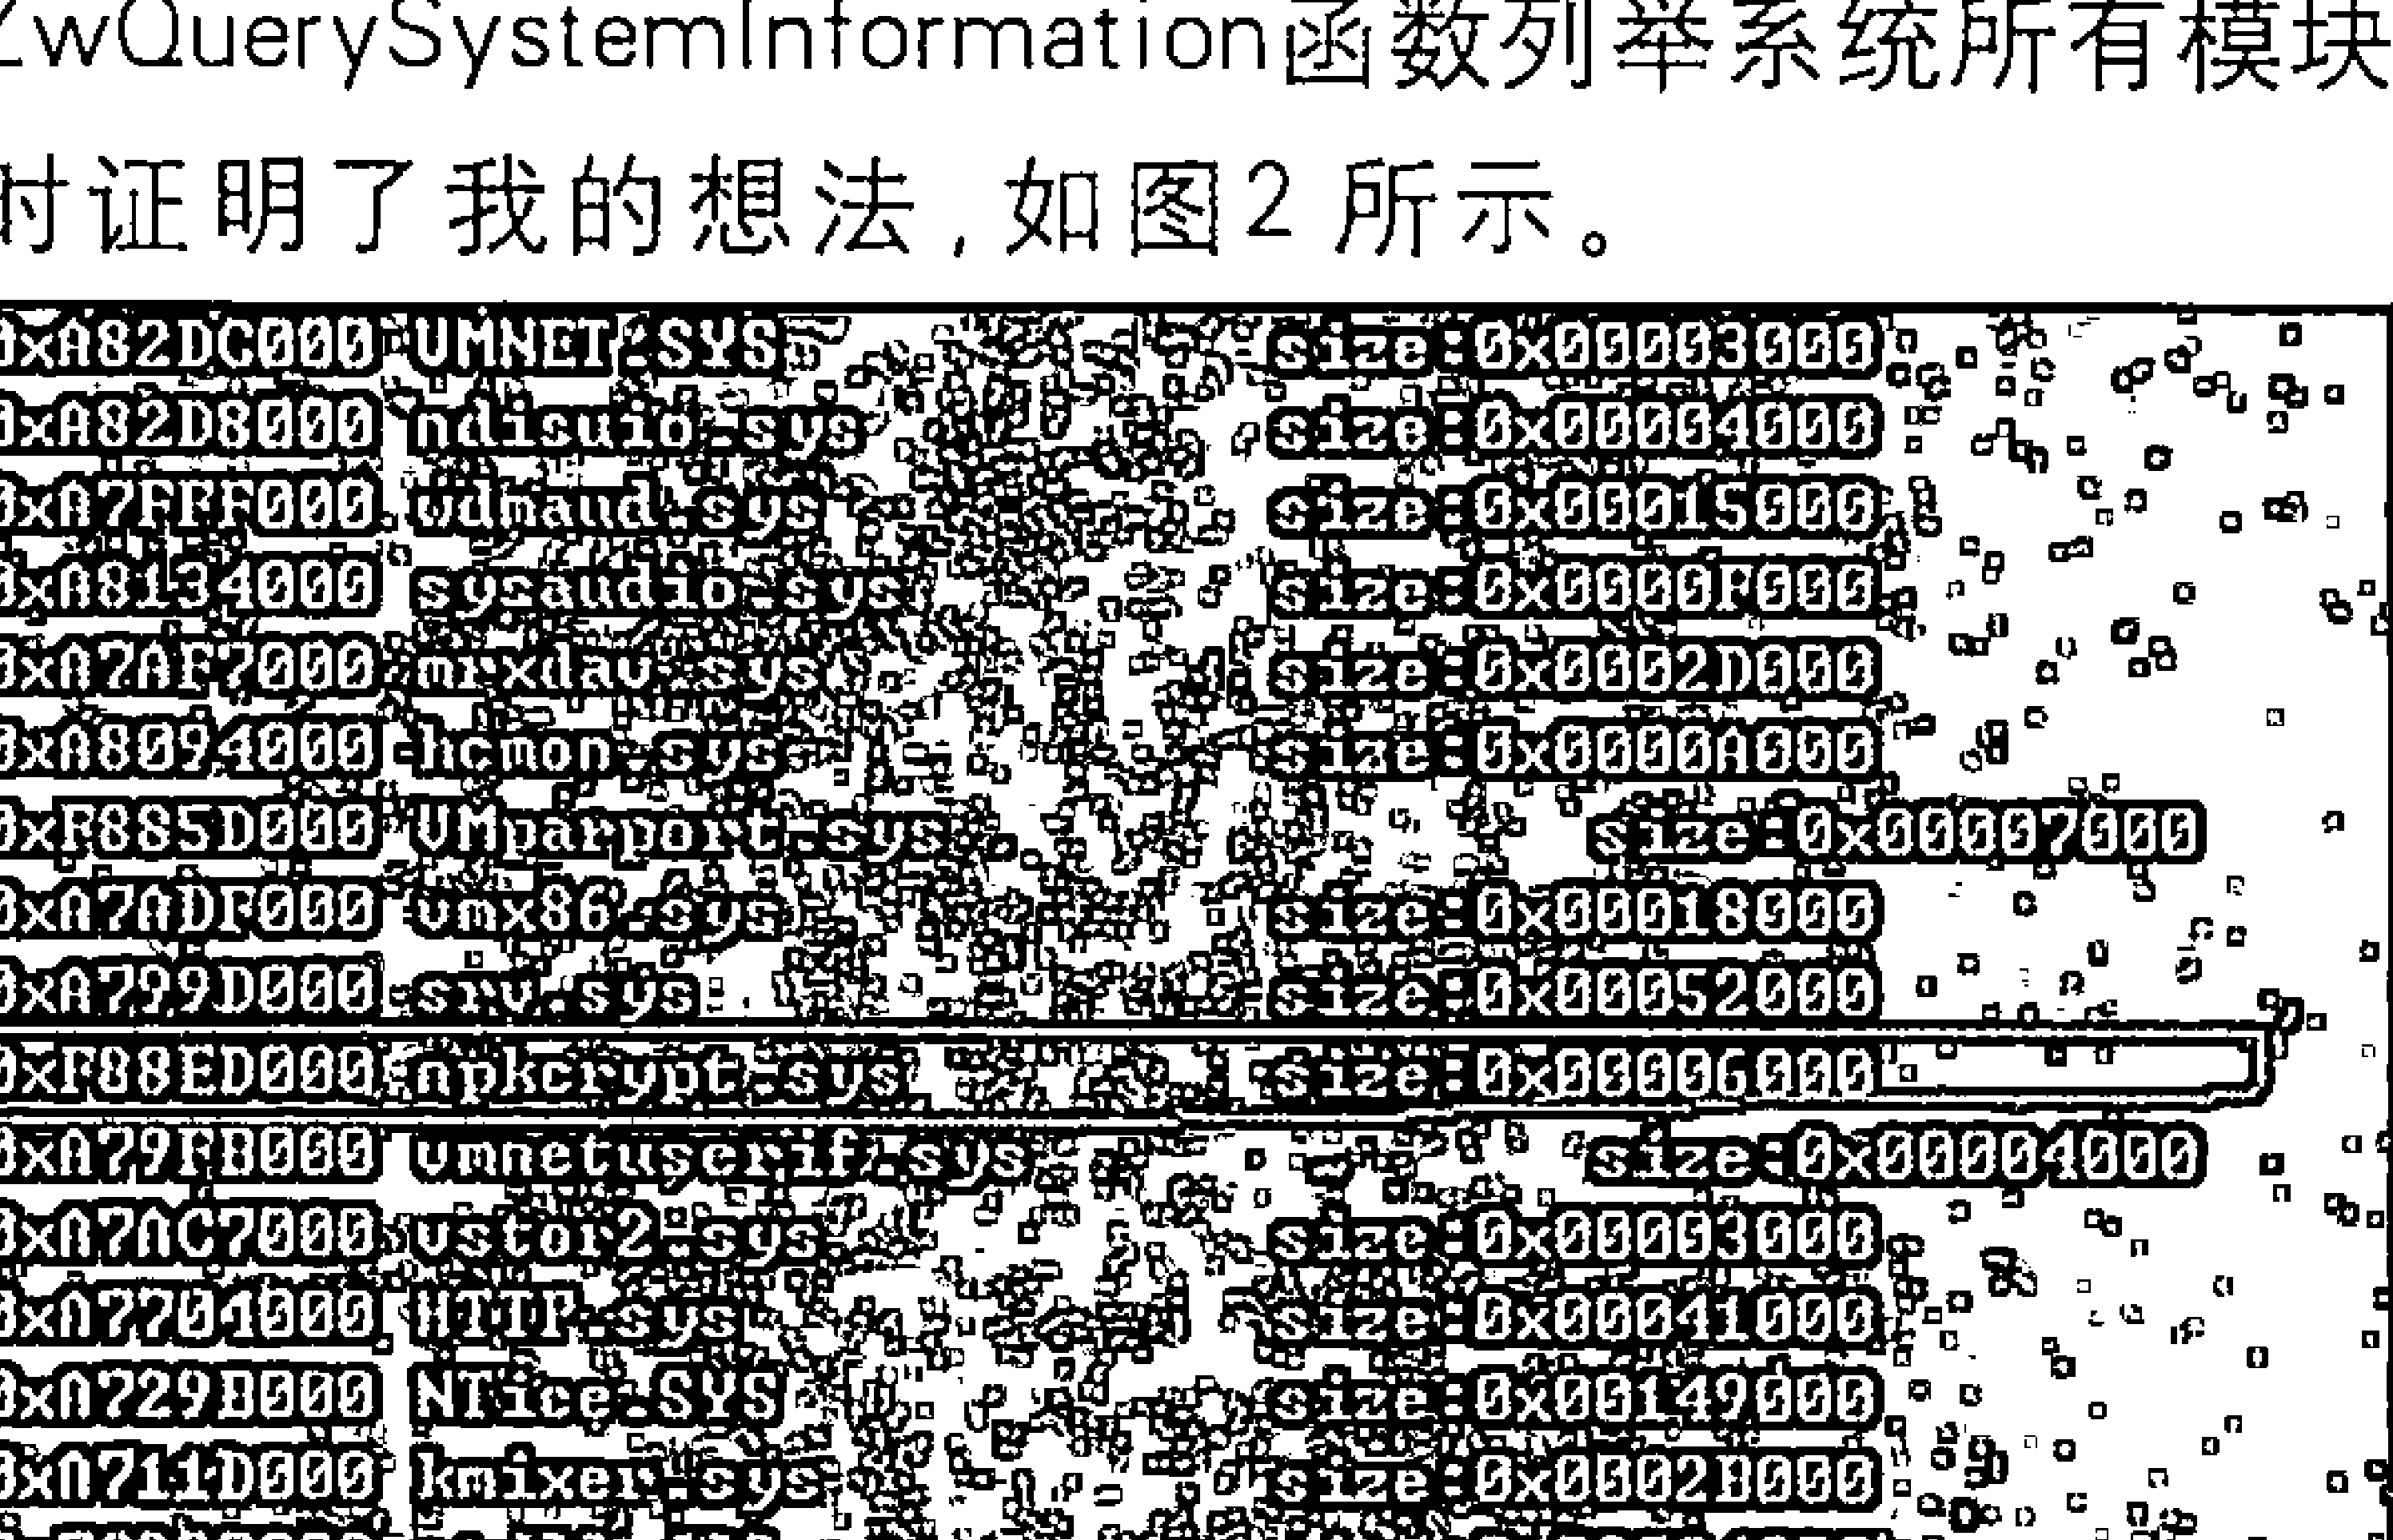 ZwQuerySystemInformation函数列举系统所有模块
时证明了我的想法,如图2所示。
0xA82DC000 VMNET.SYS size:0x00003000
0xA82D8000 ndisuio.sys size:0x00004000
0xA7FFF000 wdmaud.sys size:0x00015000
0xA8134000 sysaudio.sys size:0x0000F000
0xA7AF7000 mrxdav.sys size:0x0002D000
0xA8094000 hcmon.sys size:0x0000A000
0xF885D000 VMparport.sys size:0x00007000
0xA7ADF000 vmx86.sys size:0x00018000
0xA799D000 srv.sys size:0x00052000
0xF88ED000 npkcrypt.sys size:0x00006000
0xA79FB000 vmnetuserif.sys size:0x00004000
0xA7AC7000 vstor2.sys size:0x00003000
0xA7704000 HTTP.sys size:0x00041000
0xA729B000 NTice.SYS size:0x00149000
0xA711D000 kmixer.sys size:0x0002B000